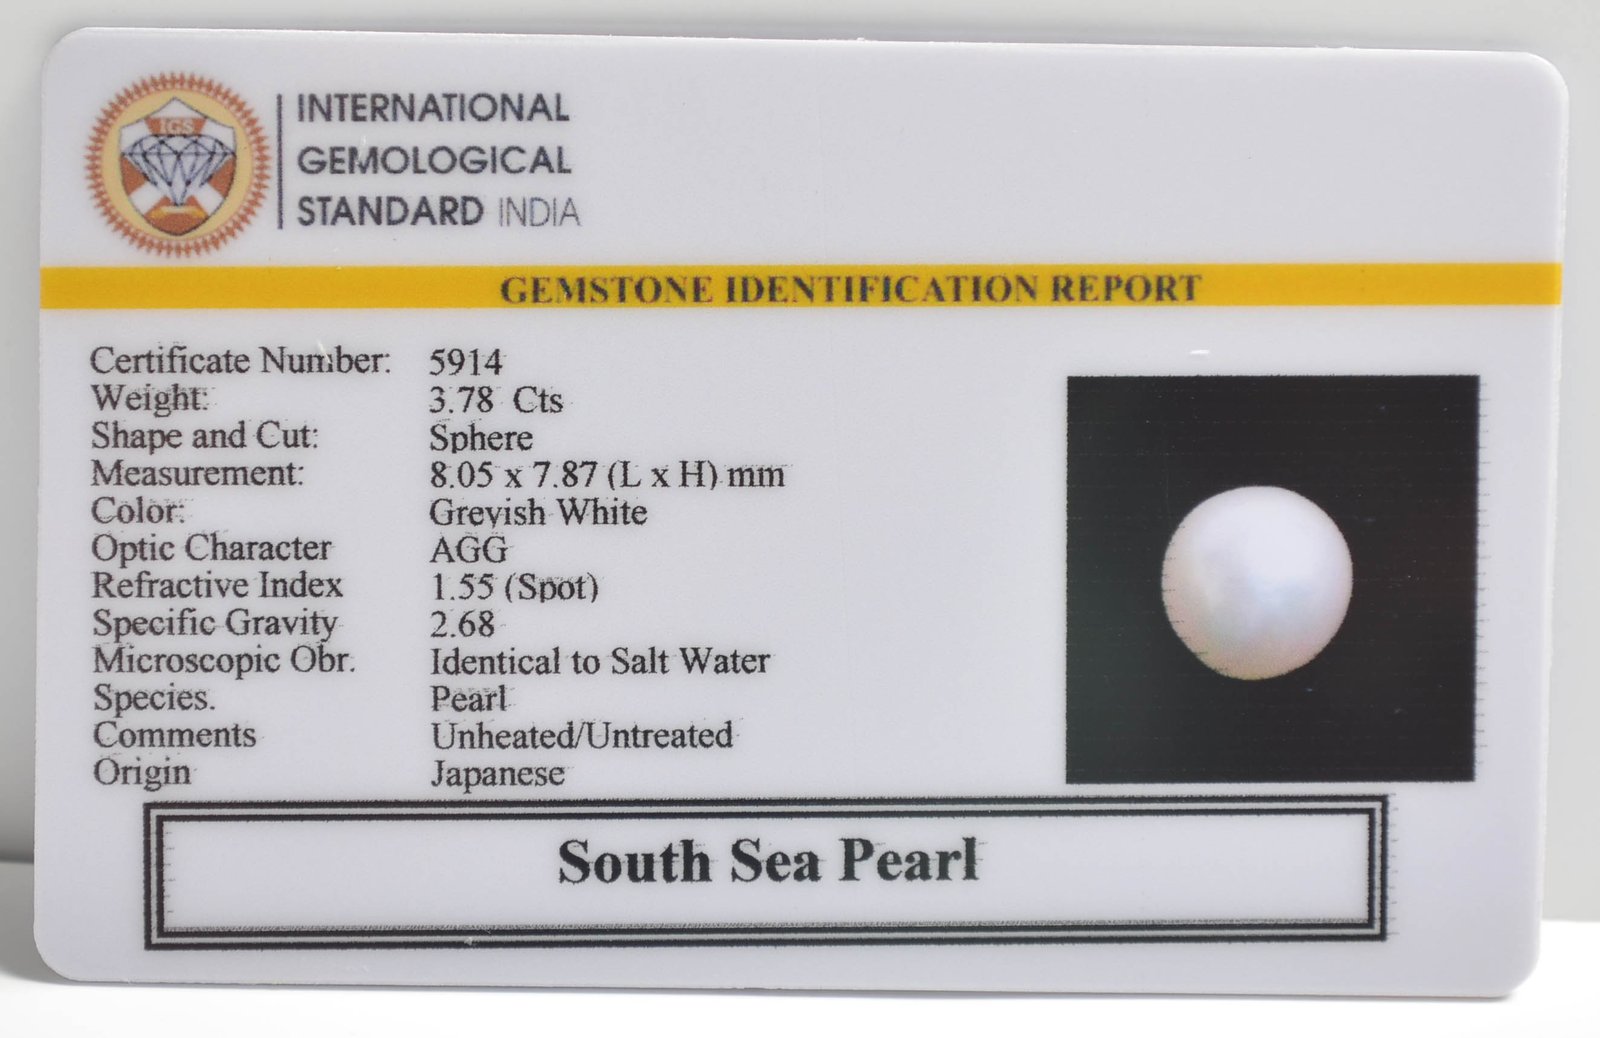 IGS
INTERNATIONAL
GEMOLOGICAL
STANDARD INDIA
GEMSTONE IDENTIFICATION REPORT
Certificate Number: 5914
Weight: 3.78 Cts
Shape and Cut: Sphere
Measurement: 8.05 x 7.87 (L x H) mm
Color: Greyish White
Optic Character AGG
Refractive Index 1.55 (Spot)
Specific Gravity 2.68
Microscopic Obr. Identical to Salt Water
Species. Pearl
Comments Unheated/Untreated
Origin Japanese
South Sea Pearl